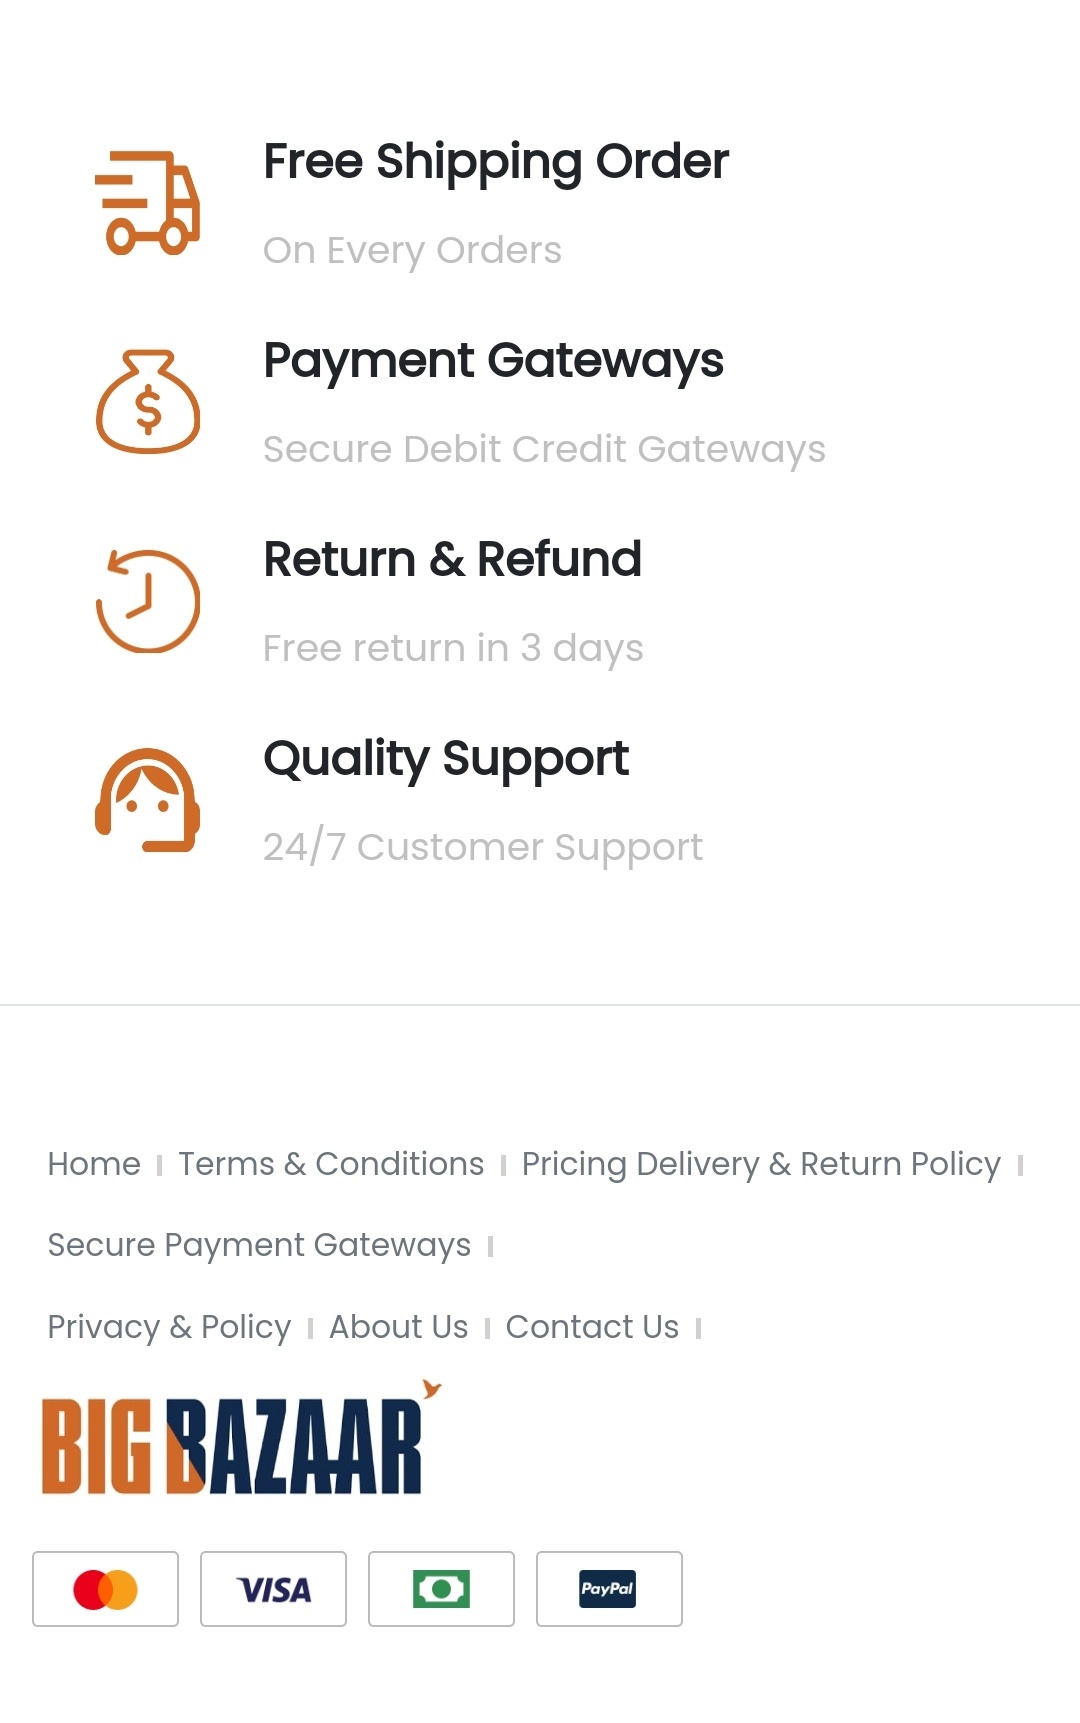 Free Shipping Order
On Every Orders
$
Payment Gateways
Secure Debit Credit Gateways
Return & Refund
Free return in 3 days
Quality Support
24/7 Customer Support
Home | Terms & Conditions | Pricing Delivery & Return Policy |
Secure Payment Gateways |
Privacy & Policy | About Us | Contact Us |
BIG BAZAAR
VISA PayPal